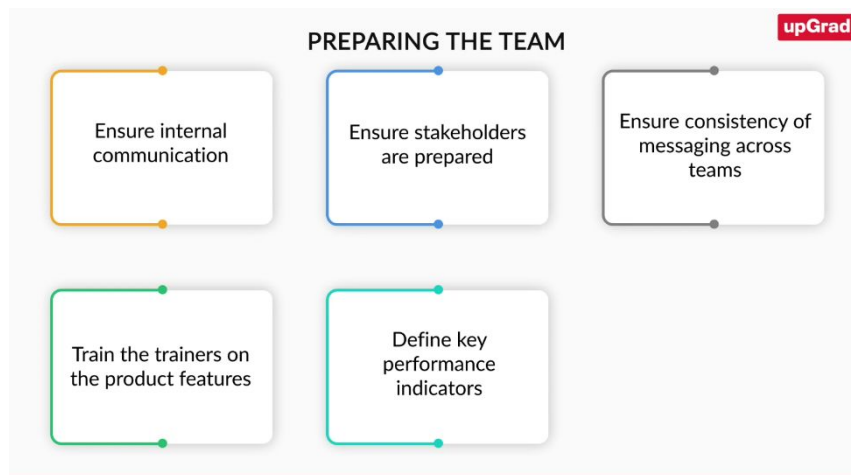 upGrad
PREPARING THE TEAM
Ensure internal
communication
Ensure stakeholders
are prepared
Ensure consistency of
messaging across
teams
Train the trainers on
the product features
Define key
performance
indicators